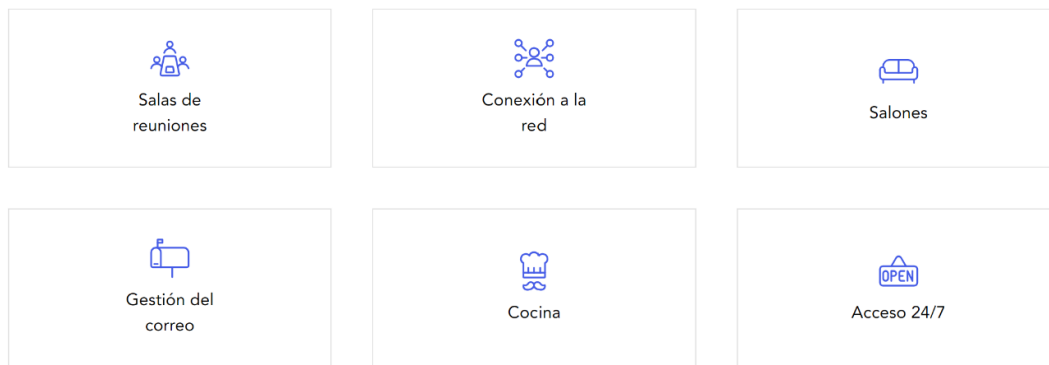 Salas de
reuniones
Conexión a la
red
Salones
Gestión del
correo
Cocina
OPEN
Acceso 24/7